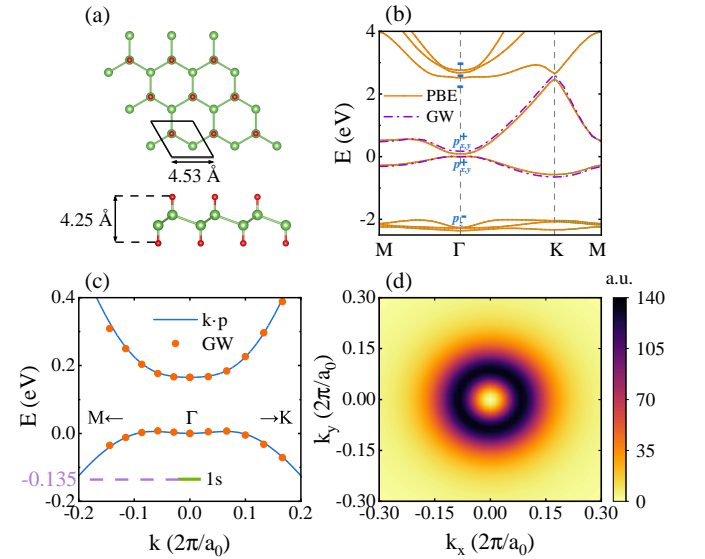 (a)
4.53 Å
4.25 Å
(b)
E (eV)
4
2
0
-2
PBE
GW
p⁺x,y
p⁺x,y
M
Γ
K
M
(c)
E (eV)
0.4
0.2
0.0
-0.135
-0.2
k·p
GW
M←
Γ
→K
1s
-0.2
-0.1
0.0
0.1
0.2
k (2π/a₀)
(d)
a.u.
k_y (2π/a₀)
0.30
0.15
0.00
-0.15
-0.30
-0.30
-0.15
0.00
0.15
0.30
k_x (2π/a₀)
140
105
70
35
0